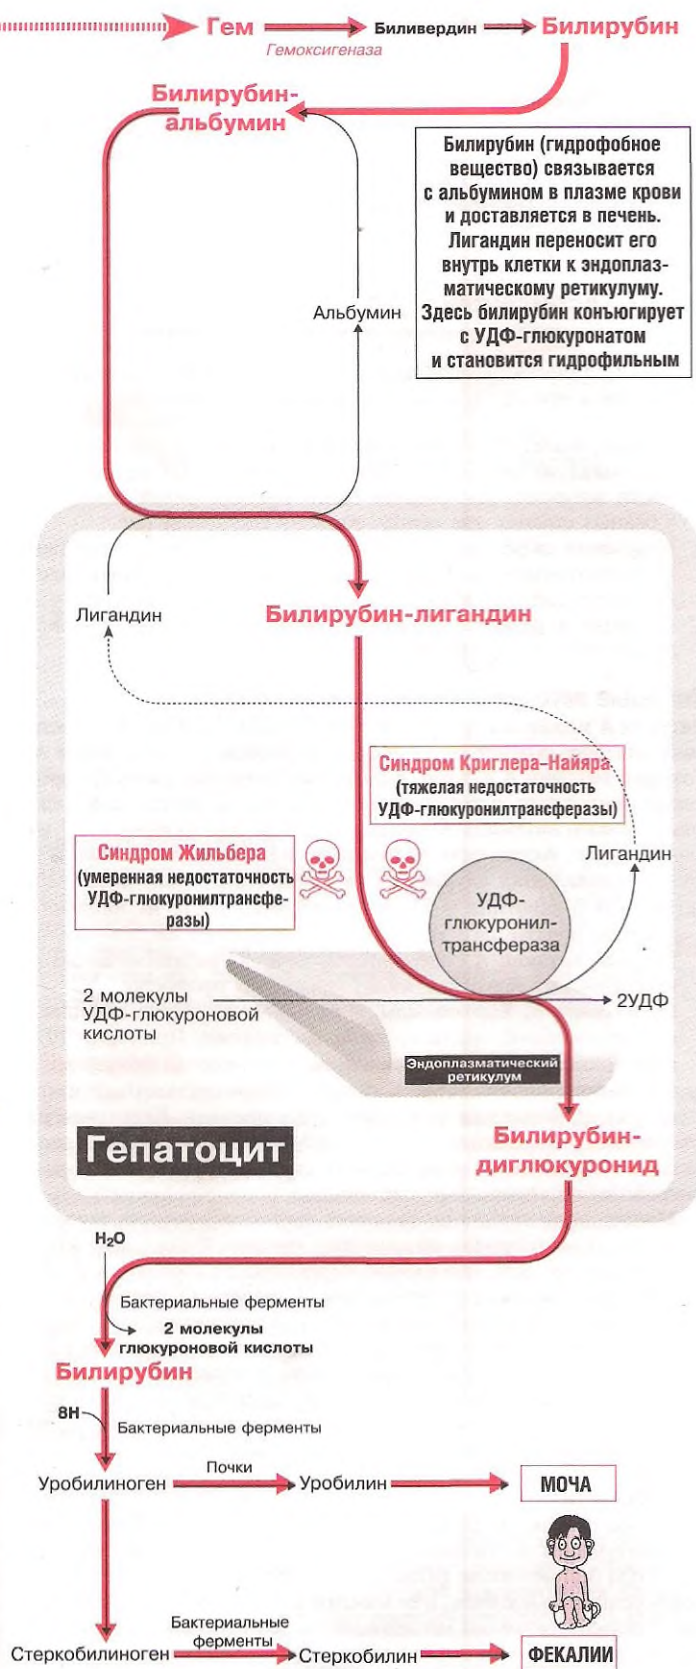 Гем
Гемоксигеназа
Биливердин
Билирубин
Билирубин-
альбумин
Билирубин (гидрофобное
вещество) связывается
с альбумином в плазме крови
и доставляется в печень.
Лигандин переносит его
внутрь клетки к эндоплаз-
матическому ретикулуму.
Здесь билирубин конъюгирует
с УДФ-глюкуронатом
и становится гидрофильным
Альбумин
Лигандин
Билирубин-лигандин
Синдром Криглера–Найяра
(тяжелая недостаточность
УДФ-глюкуронилтрансферазы)
Синдром Жильбера
(умеренная недостаточность
УДФ-глюкуронилтрансфе-
разы)
Лигандин
УДФ-
глюкуронил-
трансфераза
2 молекулы
УДФ-глюкуроновой
кислоты
2УДФ
Эндоплазматический
ретикулум
Гепатоцит
Билирубин-
диглюкуронид
H₂O
Бактериальные ферменты
2 молекулы
глюкуроновой кислоты
Билирубин
8H
Бактериальные ферменты
Уробилиноген
Почки
Уробилин
МОЧА
Стеркобилиноген
Бактериальные
ферменты
Стеркобилин
ФЕКАЛИИ